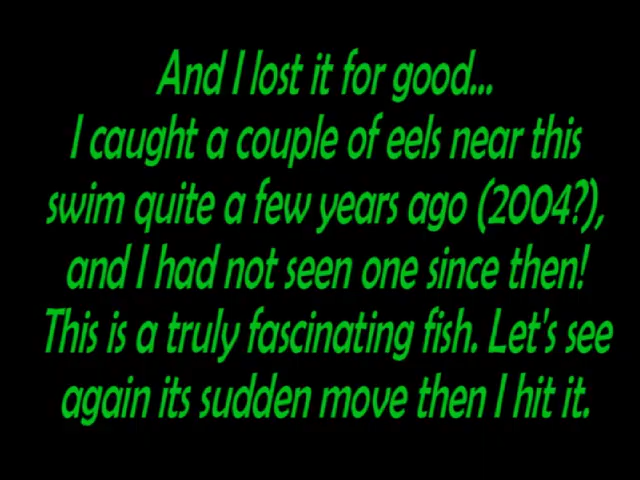 And I lost it for good...
I caught a couple of eels near this
swim quite a few years ago (2004?),
and I had not seen one since then!
This is a truly fascinating fish. Let's see
again its sudden move then I hit it.